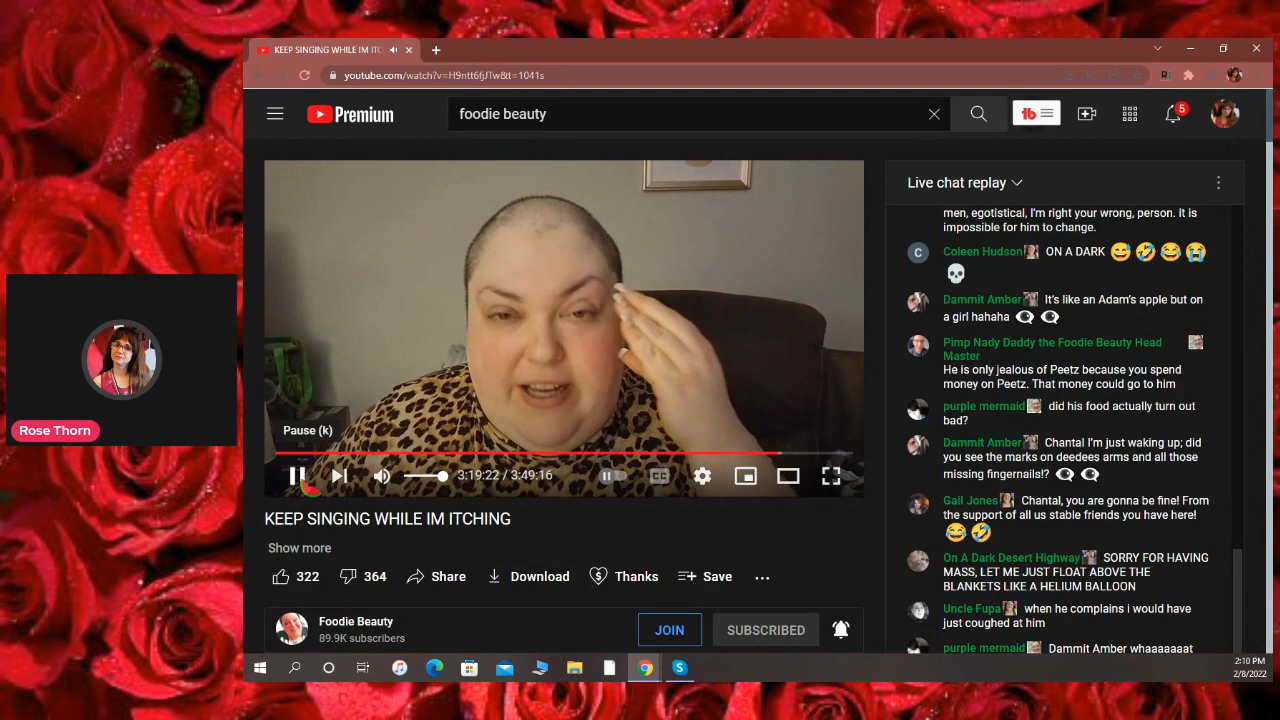 KEEP SINGING WHILE IM ITC
youtube.com/watch?v=H9ntt6fjJTw&t=1041s
Premium
foodie beauty
5
Live chat replay
men, egotistical, I'm right your wrong, person. it is
impossible for him to change.
C
Coleen Hudson ON A DARK 😅 🤣 😂 😭
💀
Dammit Amber It's like an Adam's apple but on
a girl hahaha 👁️‍🗨️ 👁️‍🗨️
Pimp Nady Daddy the Foodie Beauty Head
Master
He is only jealous of Peetz because you spend
money on Peetz. That money could go to him
purple mermaid did his food actually turn out
bad?
Dammit Amber Chantal I'm just waking up; did
you see the marks on deedees arms and all those
missing fingernails!? 👁️‍🗨️ 👁️‍🗨️
Gail Jones Chantal, you are gonna be fine! From
the support of all us stable friends you have here!
😂 🤣
On A Dark Desert Highway SORRY FOR HAVING
MASS, LET ME JUST FLOAT ABOVE THE
BLANKETS LIKE A HELIUM BALLOON
Uncle Fupa when he complains i would have
just coughed at him
purple mermaid Dammit Amber whaaaaaaat
Rose Thorn
Pause (k)
3:19:22 / 3:49:16
CC
KEEP SINGING WHILE IM ITCHING
Show more
322 364 Share Download Thanks Save
Foodie Beauty
89.9K subscribers
JOIN SUBSCRIBED
2:10 PM
2/8/2022